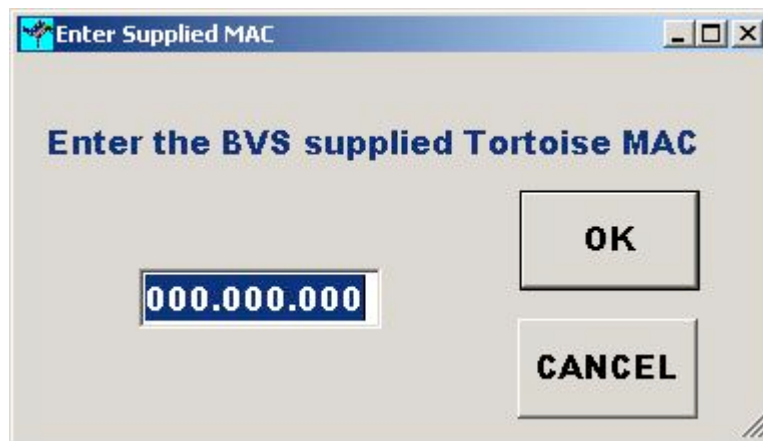 Enter Supplied MAC
Enter the BVS supplied Tortoise MAC
OK
000.000.000
CANCEL